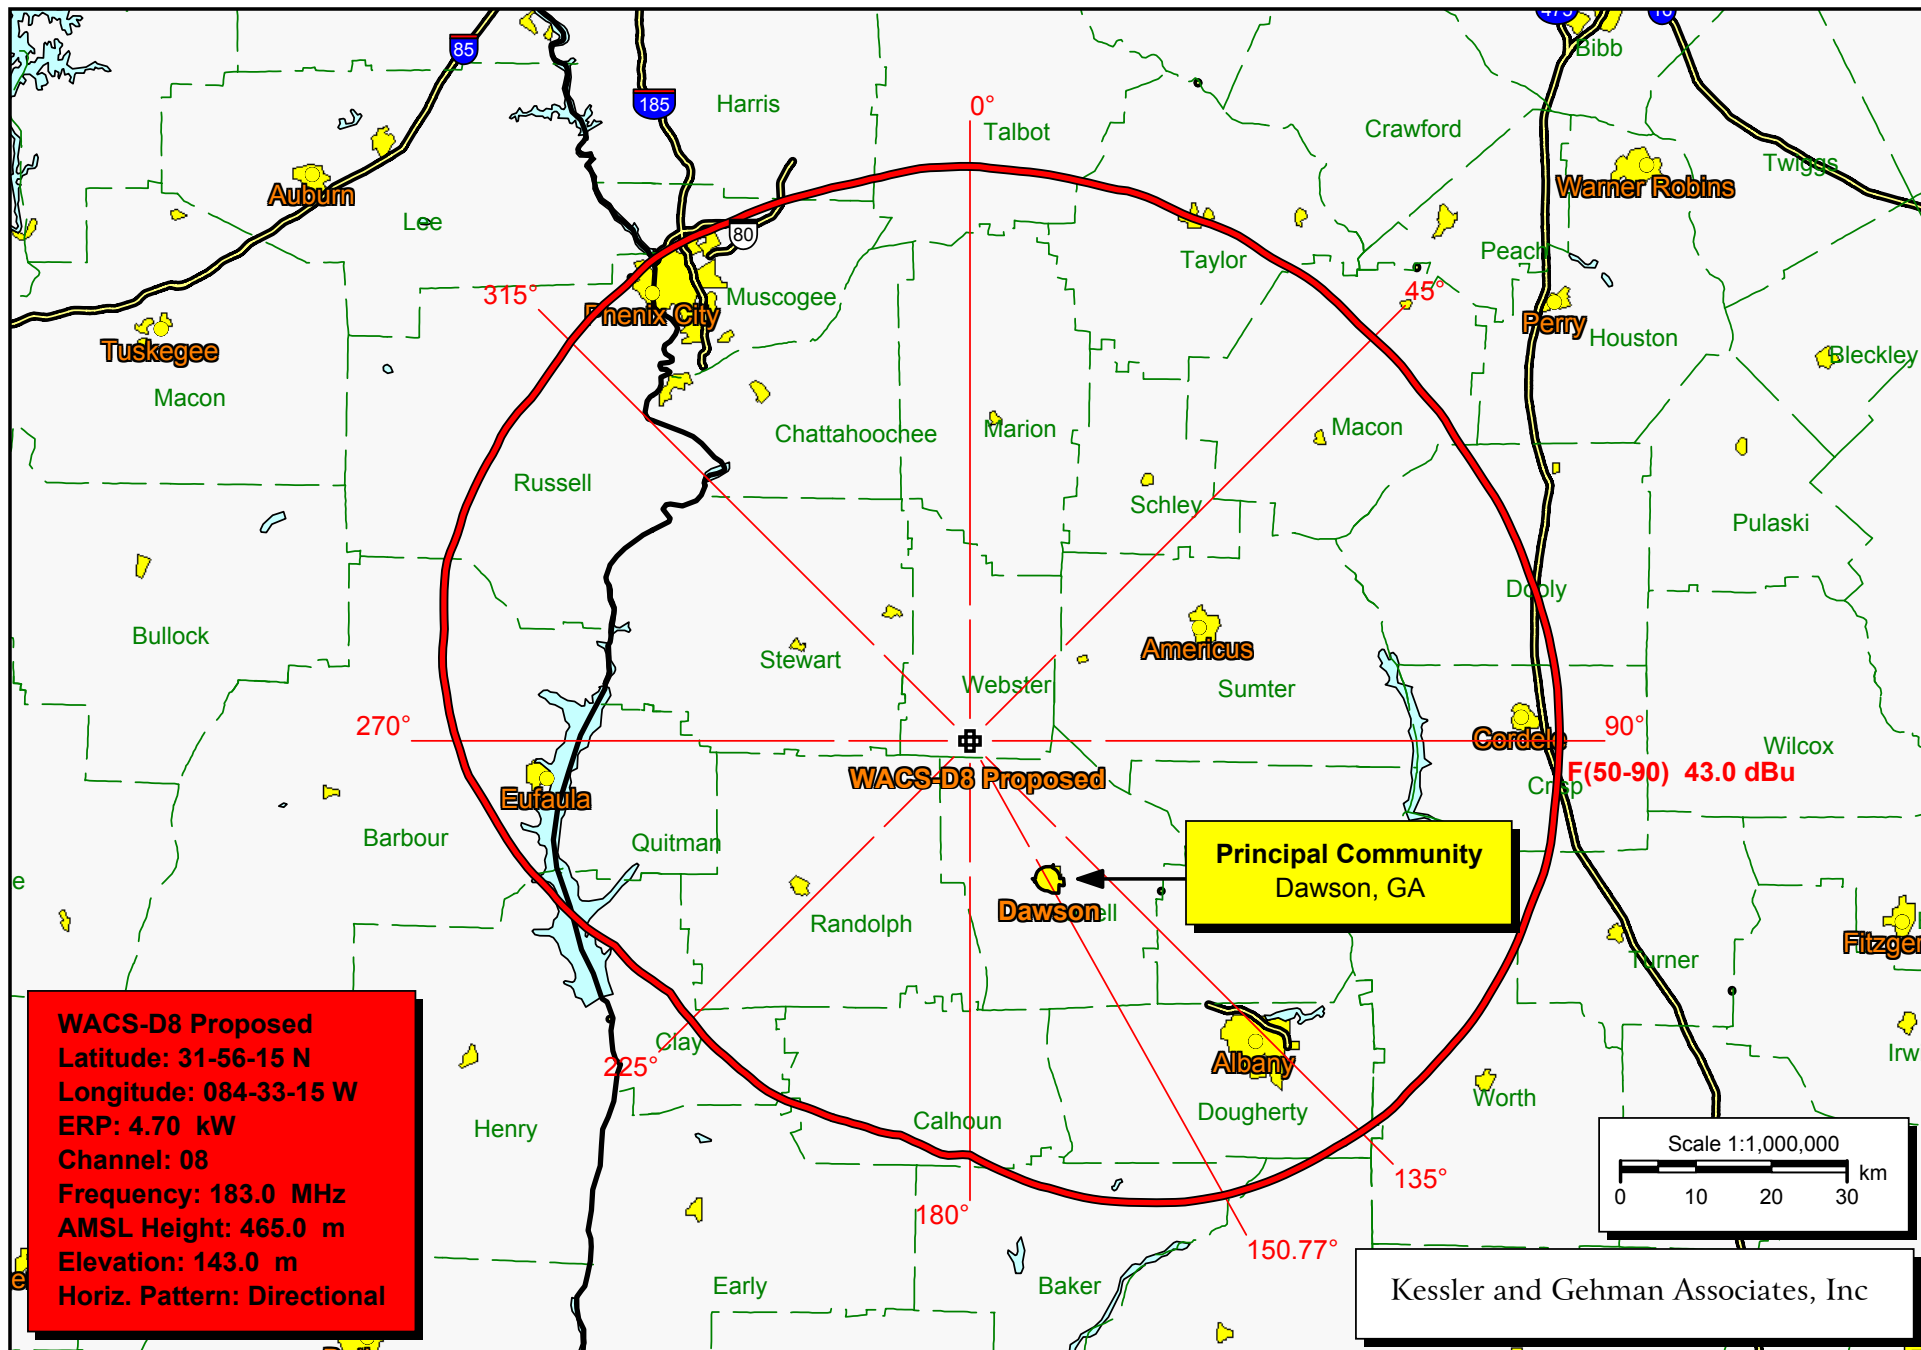 475
16
Bibb
85
185
Harris
0°
Talbot
Crawford
Twiggs
Warner Robins
Auburn
Lee
80
Taylor
Peach
315°
Muscogee
45°
Phenix City
Perry
Houston
Tuskegee
Bleckley
Macon
Chattahoochee
Marion
Macon
Russell
Schley
Pulaski
Dooly
Bullock
Americus
Stewart
Webster
Sumter
270°
90°
Cordele
Wilcox
WACS-D8 Proposed
F(50-90) 43.0 dBu
Crisp
Eufaula
Barbour
Quitman
Principal Community
Dawson, GA
e
Dawson
ell
Randolph
Fitzger
Turner
WACS-D8 Proposed
Latitude: 31-56-15 N
Longitude: 084-33-15 W
ERP: 4.70 kW
Channel: 08
Frequency: 183.0 MHz
AMSL Height: 465.0 m
Elevation: 143.0 m
Horiz. Pattern: Directional
Clay
225°
Albany
Irw
Henry
Calhoun
Dougherty
Worth
Scale 1:1,000,000
km
0 10 20 30
135°
180°
150.77°
e
Early
Baker
Kessler and Gehman Associates, Inc